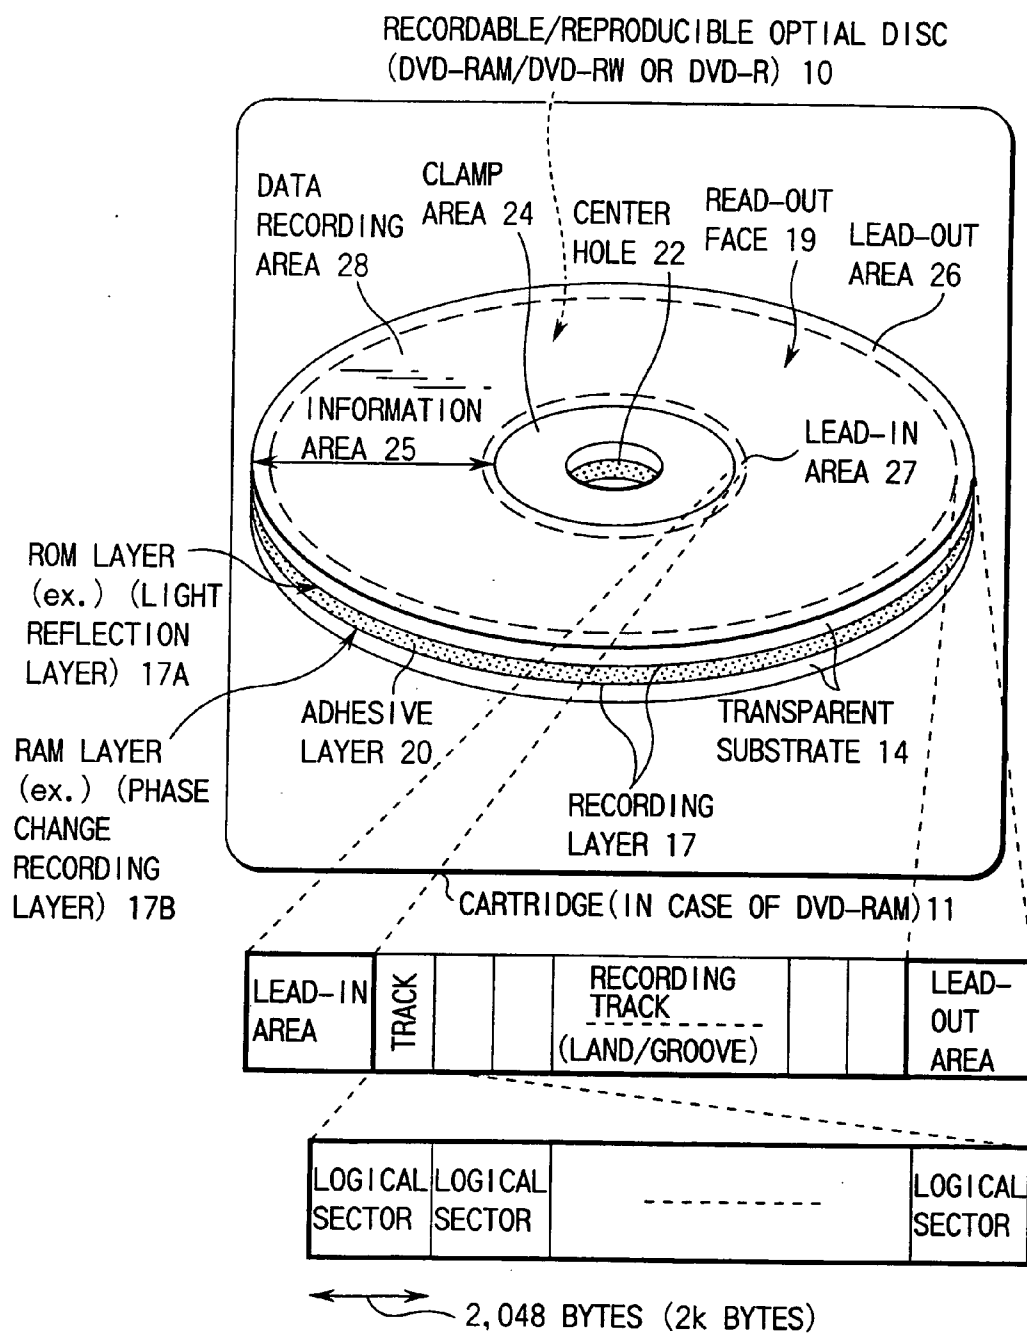 RECORDABLE/REPRODUCIBLE OPTIAL DISC
(DVD-RAM/DVD-RW OR DVD-R) 10
DATA
RECORDING
AREA 28
CLAMP
AREA 24
CENTER
HOLE 22
READ-OUT
FACE 19
LEAD-OUT
AREA 26
INFORMATION
AREA 25
LEAD-IN
AREA 27
ROM LAYER
(ex.) (LIGHT
REFLECTION
LAYER) 17A
RAM LAYER
(ex.) (PHASE
CHANGE
RECORDING
LAYER) 17B
ADHESIVE
LAYER 20
TRANSPARENT
SUBSTRATE 14
RECORDING
LAYER 17
CARTRIDGE(IN CASE OF DVD-RAM)11
LEAD-IN
AREA
TRACK
RECORDING
TRACK
(LAND/GROOVE)
LEAD-
OUT
AREA
LOGICAL
SECTOR
LOGICAL
SECTOR
LOGICAL
SECTOR
2,048 BYTES (2k BYTES)